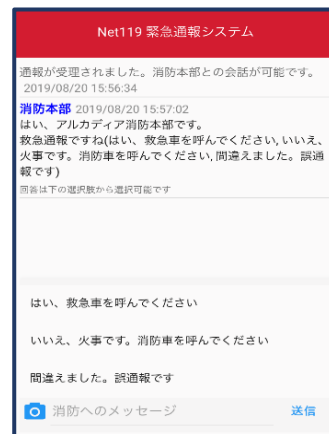 Net119 緊急通報システム
通報が受理されました。消防本部との会話が可能です。
2019/08/20 15:56:34
消防本部 2019/08/20 15:57:02
はい、アルカディア消防本部です。
救急通報ですね(はい、救急車を呼んでください, いいえ、
火事です。消防車を呼んでください, 間違えました。誤通
報です)
回答は下の選択肢から選択可能です
はい、救急車を呼んでください
いいえ、火事です。消防車を呼んでください
間違えました。誤通報です
消防へのメッセージ 送信